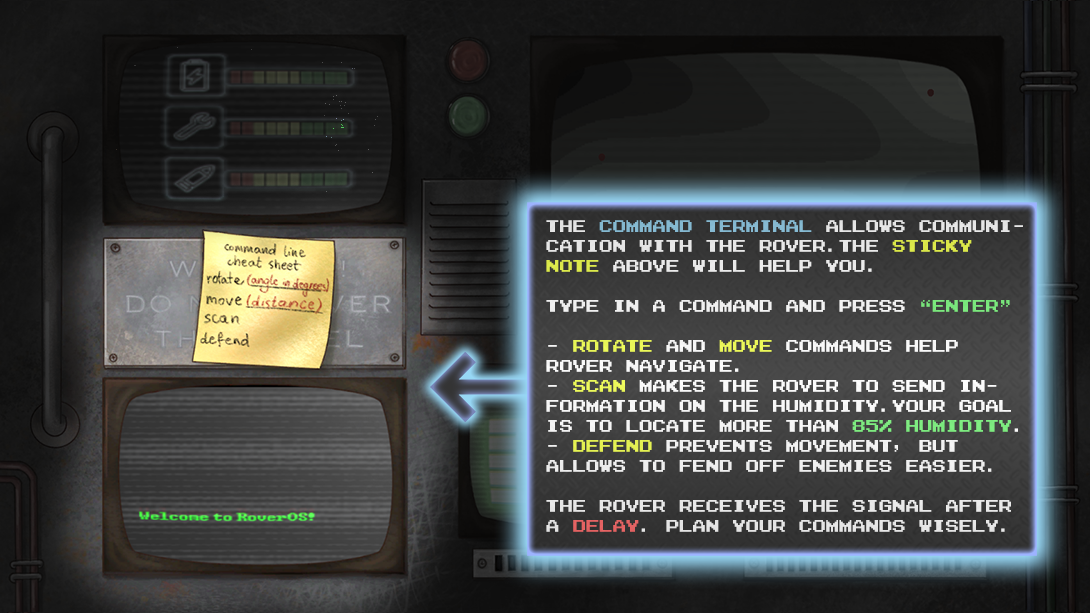 command line
cheat sheet
rotate (angle in degrees)
move (distance)
scan
defend
W
DO N VER
TH EL
Welcome to RoverOS!
THE COMMAND TERMINAL ALLOWS COMMUNI-
CATION WITH THE ROVER. THE STICKY
NOTE ABOVE WILL HELP YOU.
TYPE IN A COMMAND AND PRESS “ENTER”
- ROTATE AND MOVE COMMANDS HELP
ROVER NAVIGATE.
- SCAN MAKES THE ROVER TO SEND IN-
FORMATION ON THE HUMIDITY. YOUR GOAL
IS TO LOCATE MORE THAN 85% HUMIDITY.
- DEFEND PREVENTS MOVEMENT, BUT
ALLOWS TO FEND OFF ENEMIES EASIER.
THE ROVER RECEIVES THE SIGNAL AFTER
A DELAY. PLAN YOUR COMMANDS WISELY.